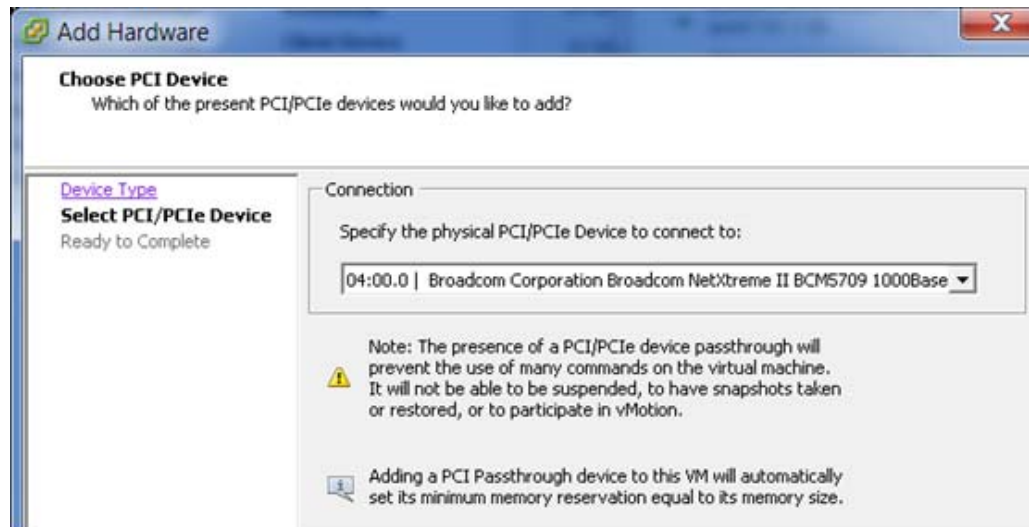 Add Hardware
Choose PCI Device
Which of the present PCI/PCIe devices would you like to add?
Device Type
Select PCI/PCIe Device
Ready to Complete
Connection
Specify the physical PCI/PCIe Device to connect to:
04:00.0 | Broadcom Corporation Broadcom NetXtreme II BCM5709 1000Base
Note: The presence of a PCI/PCIe device passthrough will
prevent the use of many commands on the virtual machine.
It will not be able to be suspended, to have snapshots taken
or restored, or to participate in vMotion.
Adding a PCI Passthrough device to this VM will automatically
set its minimum memory reservation equal to its memory size.